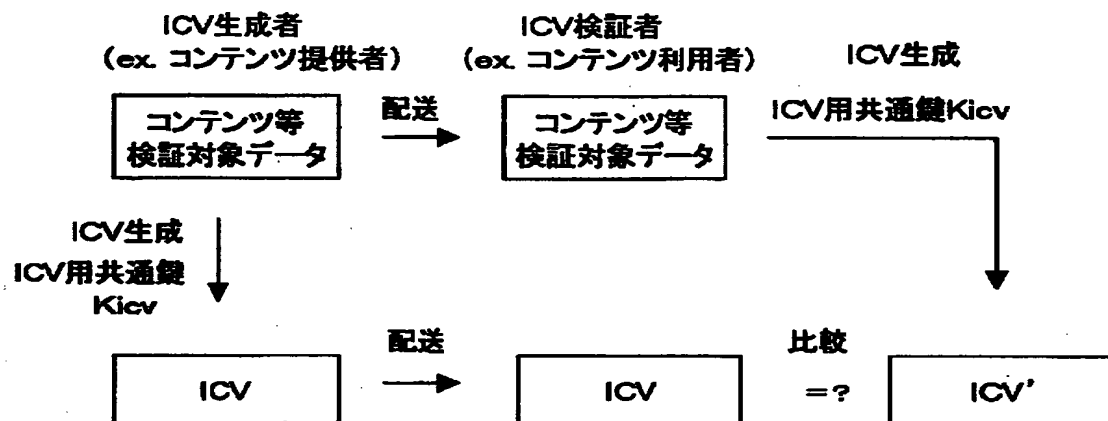 ICV生成者
(ex. コンテンツ提供者)
ICV検証者
(ex. コンテンツ利用者)
ICV生成
ICV用共通鍵Kicv
コンテンツ等
検証対象データ
配送
コンテンツ等
検証対象データ
ICV生成
ICV用共通鍵
Kicv
ICV
配送
ICV
比較
=?
ICV'